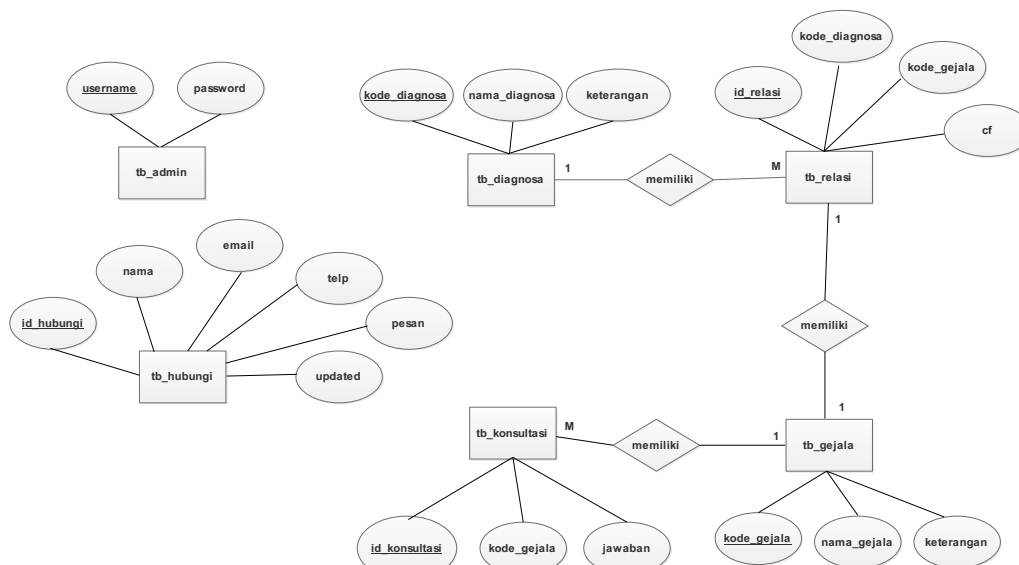 kode_diagnosa
kode_gejala
username
password
kode_diagnosa
nama_diagnosa
keterangan
id_relasi
cf
tb_admin
tb_diagnosa
1
memiliki
M
tb_relasi
1
email
nama
telp
id_hubungi
pesan
memiliki
tb_hubungi
updated
1
tb_konsultasi
M
memiliki
1
tb_gejala
id_konsultasi
kode_gejala
jawaban
kode_gejala
nama_gejala
keterangan